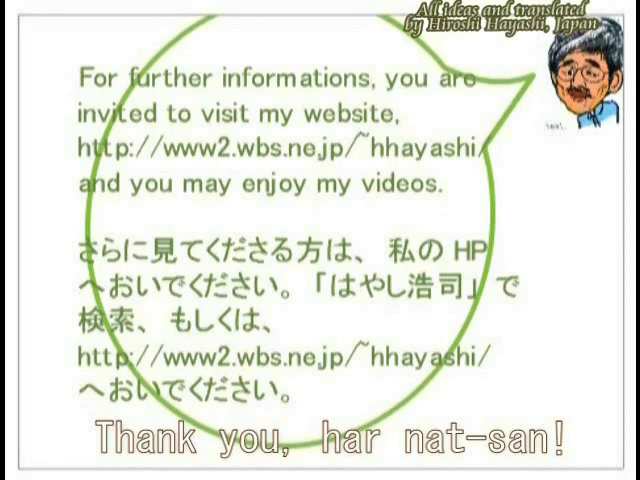 All ideas and translated
by Hiroshi Hayashi, Japan
For further informations, you are
invited to visit my website,
http://www2.wbs.ne.jp/~hhayashi/
and you may enjoy my videos.
さらに見てくださる方は、 私の HP
へおいでください。「はやし浩司」で
検索、 もしくは、
http://www2.wbs.ne.jp/~hhayashi/
へおいでください。
Thank you, har nat-san!